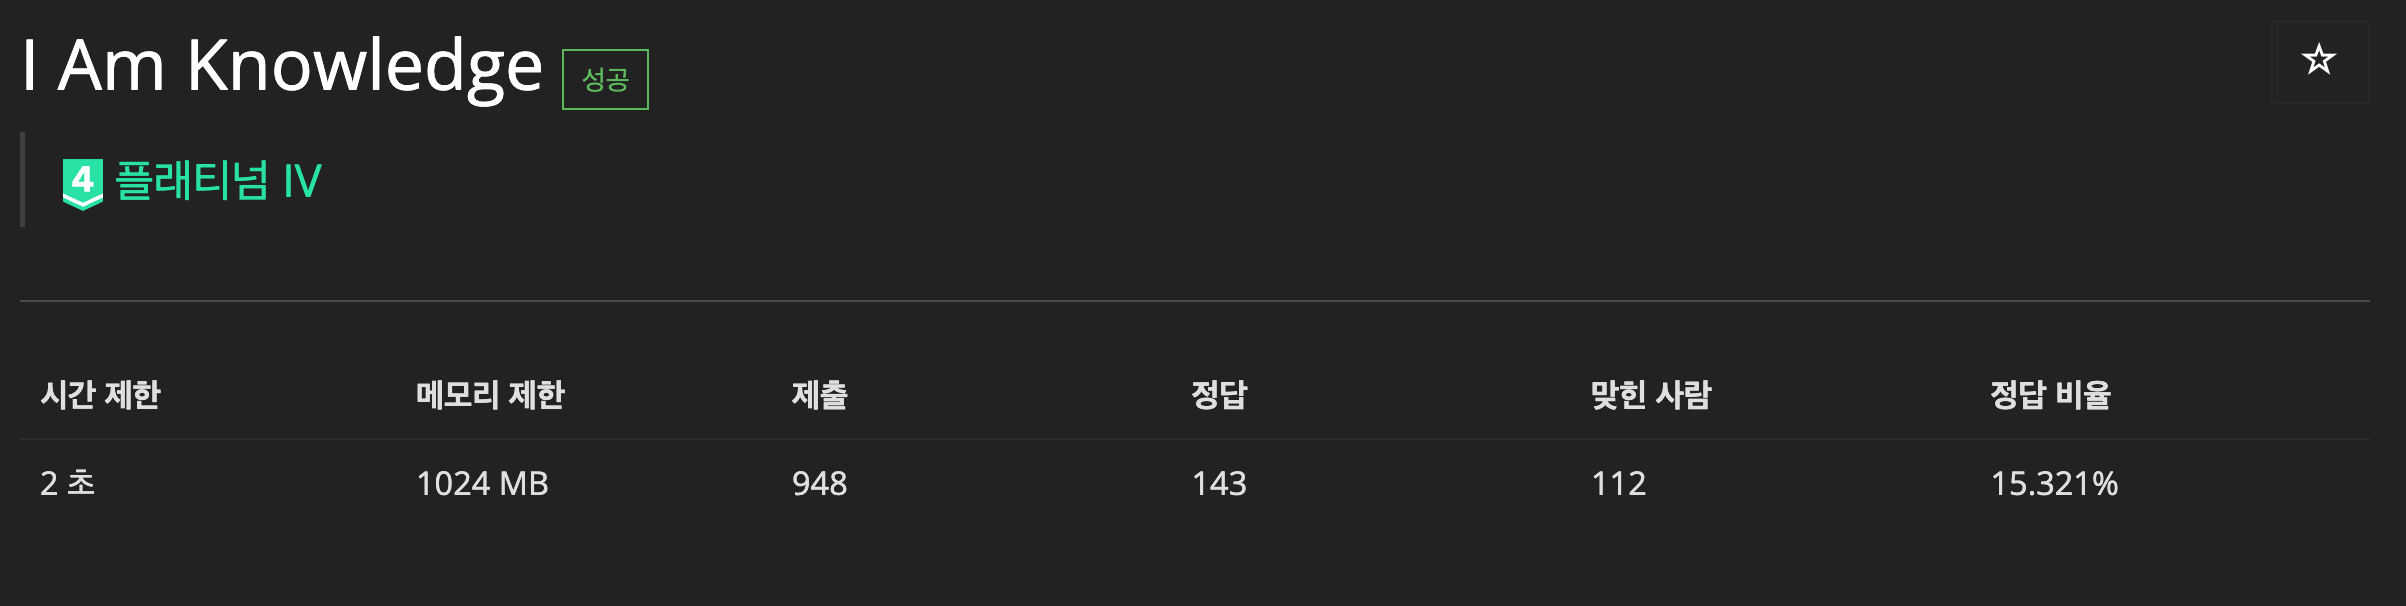 I Am Knowledge 성공
4 플래티넘 IV
시간 제한 메모리 제한 제출 정답 맞힌 사람 정답 비율
2 초 1024 MB 948 143 112 15.321%